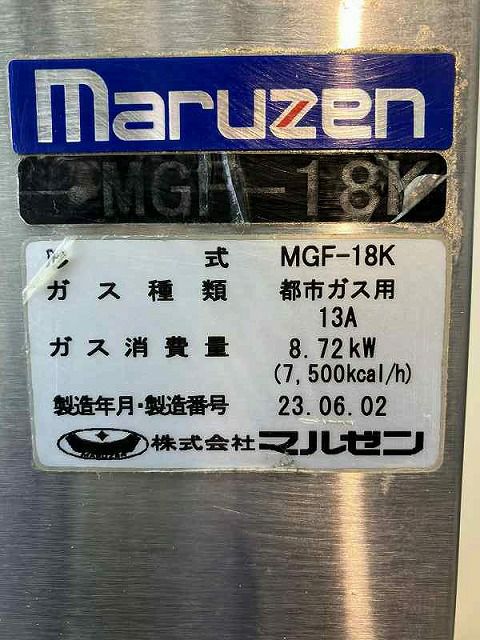 maruzen
MGF-18K
式 MGF-18K
ガス種類 都市ガス用
13A
ガス消費量 8.72kW
(7,500kcal/h)
製造年月・製造番号 23.06.02
MARUZEN 株式会社マルゼン